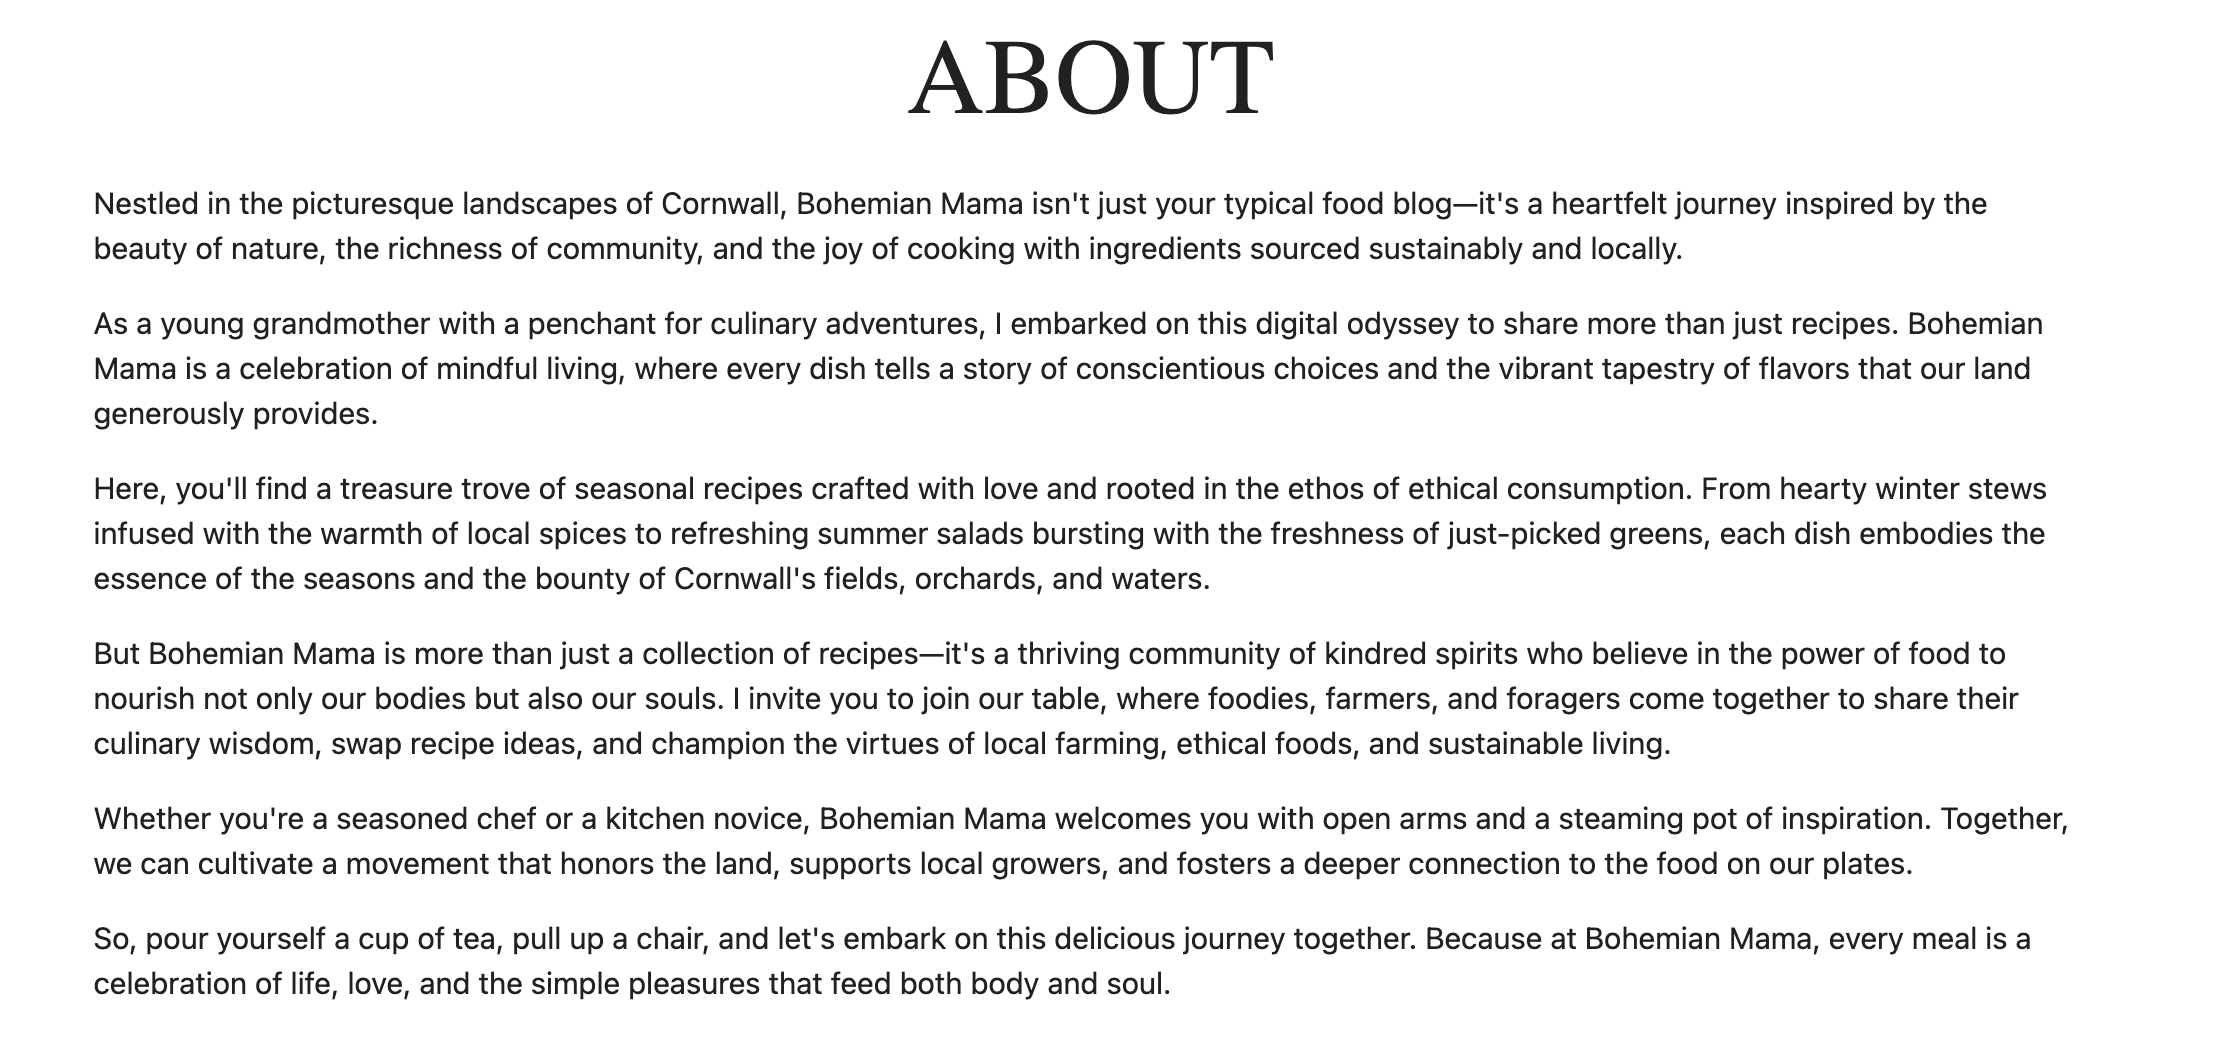 ABOUT
Nestled in the picturesque landscapes of Cornwall, Bohemian Mama isn't just your typical food blog—it's a heartfelt journey inspired by the
beauty of nature, the richness of community, and the joy of cooking with ingredients sourced sustainably and locally.
As a young grandmother with a penchant for culinary adventures, I embarked on this digital odyssey to share more than just recipes. Bohemian
Mama is a celebration of mindful living, where every dish tells a story of conscientious choices and the vibrant tapestry of flavors that our land
generously provides.
Here, you'll find a treasure trove of seasonal recipes crafted with love and rooted in the ethos of ethical consumption. From hearty winter stews
infused with the warmth of local spices to refreshing summer salads bursting with the freshness of just-picked greens, each dish embodies the
essence of the seasons and the bounty of Cornwall's fields, orchards, and waters.
But Bohemian Mama is more than just a collection of recipes—it's a thriving community of kindred spirits who believe in the power of food to
nourish not only our bodies but also our souls. I invite you to join our table, where foodies, farmers, and foragers come together to share their
culinary wisdom, swap recipe ideas, and champion the virtues of local farming, ethical foods, and sustainable living.
Whether you're a seasoned chef or a kitchen novice, Bohemian Mama welcomes you with open arms and a steaming pot of inspiration. Together,
we can cultivate a movement that honors the land, supports local growers, and fosters a deeper connection to the food on our plates.
So, pour yourself a cup of tea, pull up a chair, and let's embark on this delicious journey together. Because at Bohemian Mama, every meal is a
celebration of life, love, and the simple pleasures that feed both body and soul.